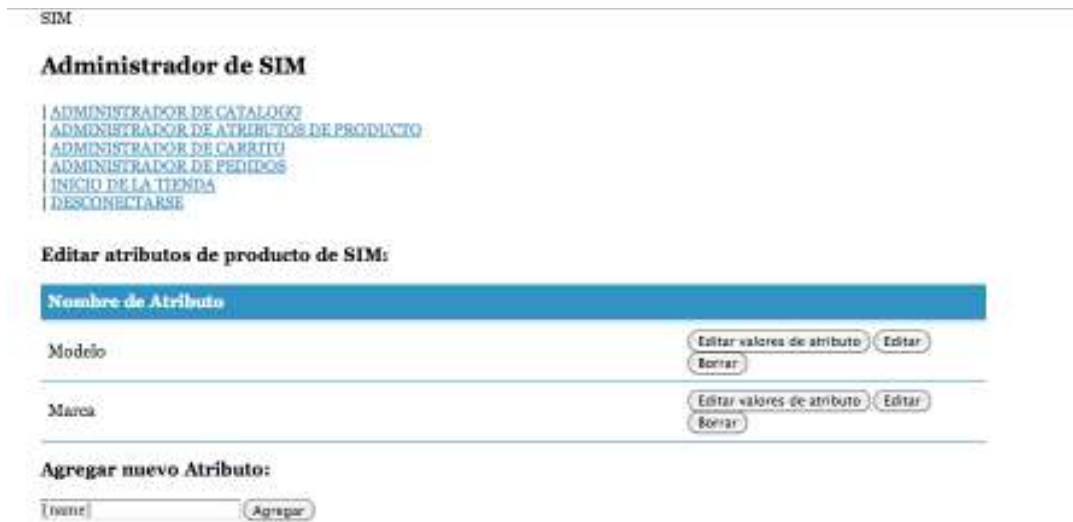 SIM
Administrador de SIM
| ADMINISTRADOR DE CATALOGO
| ADMINISTRADOR DE ATRIBUTOS DE PRODUCTO
| ADMINISTRADOR DE CARRITO
| ADMINISTRADOR DE PEDIDOS
| INICIO DE LA TIENDA
| DESCONECTARSE
Editar atributos de producto de SIM:
Nombre de Atributo
Modelo
Editar valores de atributo Editar
Borrar
Marca
Editar valores de atributo Editar
Borrar
Agregar nuevo Atributo:
[name] Agregar